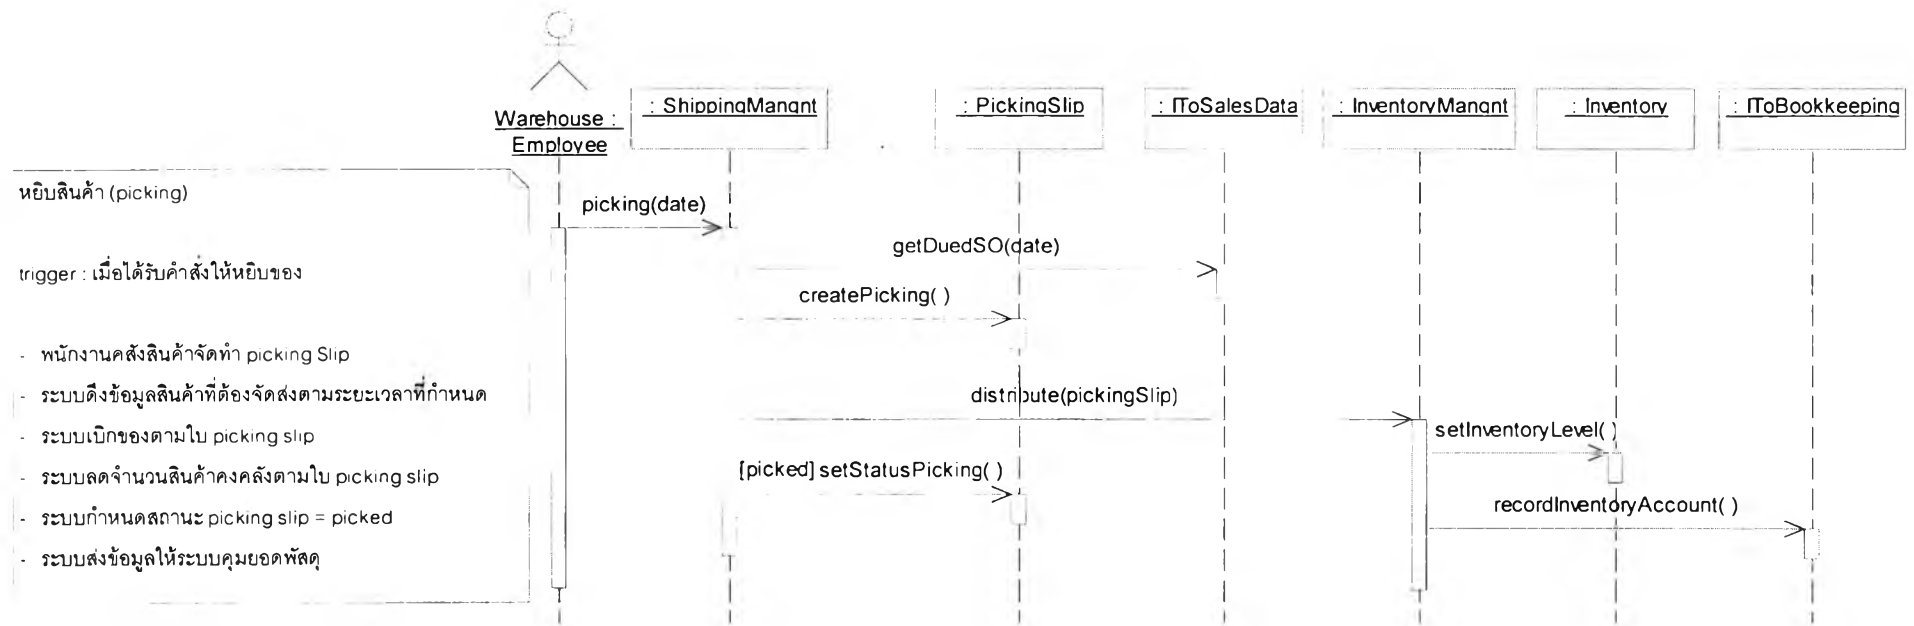 Warehouse :
Employee
: ShippingMangnt
: PickingSlip
: IToSalesData
: InventoryMangnt
: Inventory
: IToBookkeeping
หยิบสินค้า (picking)
trigger : เมื่อได้รับคำสั่งให้หยิบของ
- พนักงานคลังสินค้าจัดทำ picking Slip
- ระบบดึงข้อมูลสินค้าที่ต้องจัดส่งตามระยะเวลาที่กำหนด
- ระบบเบิกของตามใบ picking slip
- ระบบลดจำนวนสินค้าคงคลังตามใบ picking slip
- ระบบกำหนดสถานะ picking slip = picked
- ระบบส่งข้อมูลให้ระบบคุมยอดพัสดุ
picking(date)
getDuedSO(date)
createPicking( )
distribute(pickingSlip)
setInventoryLevel( )
[picked] setStatusPicking( )
recordInventoryAccount( )